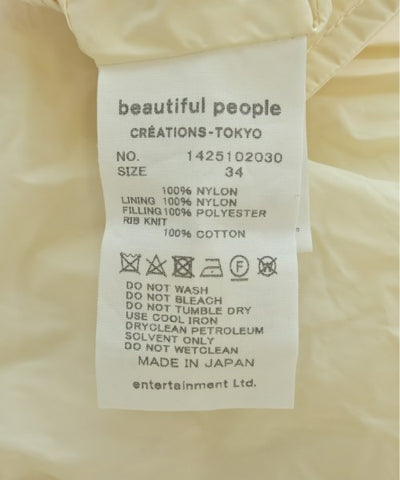 beautiful people
CRÉATIONS-TOKYO
NO. 1425102030
SIZE 34
100% NYLON
LINING 100% NYLON
FILLING 100% POLYESTER
RIB KNIT
100% COTTON
DO NOT WASH
DO NOT BLEACH
DO NOT TUMBLE DRY
USE COOL IRON
DRYCLEAN PETROLEUM
SOLVENT ONLY
DO NOT WETCLEAN
MADE IN JAPAN
entertainment Ltd.